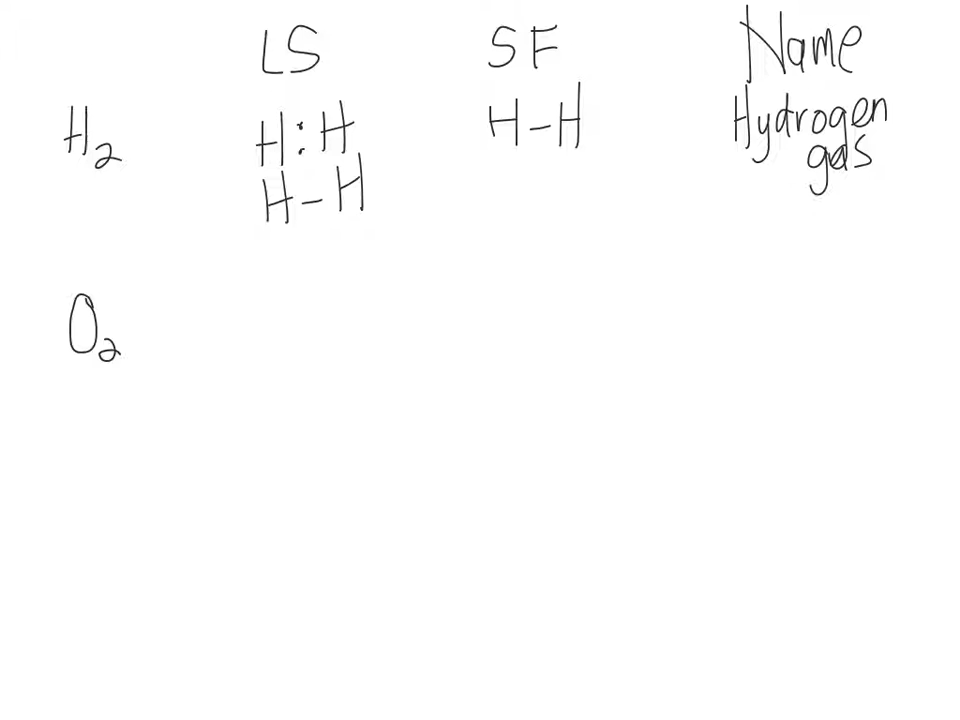 LS SF Name
H₂ H:H H–H Hydrogen
gas
H–H
O₂